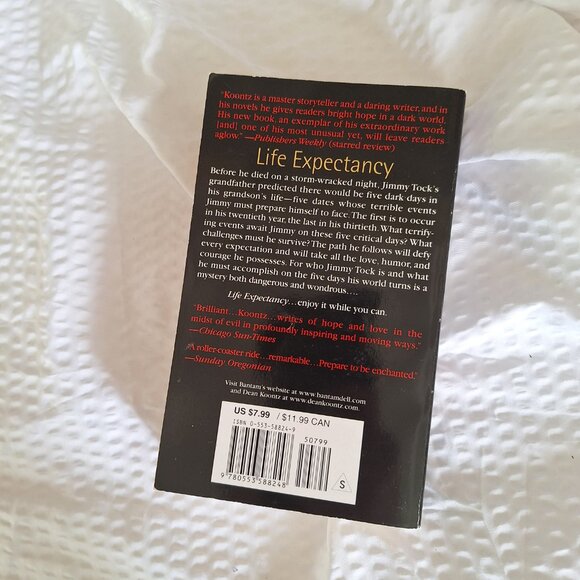 "Koontz is a master storyteller and a daring writer, and in
his novels he gives readers bright hope in a dark world.
His new book, an exemplar of his extraordinary work
[and] one of his most unusual yet, will leave readers
aglow." —Publishers Weekly (starred review)
Life Expectancy
Before he died on a storm-wracked night, Jimmy Tock's
grandfather predicted there would be five dark days in
his grandson's life—five dates whose terrible events
Jimmy must prepare himself to face. The first is to occur
in his twentieth year, the last in his thirtieth. What terrify-
ing events await Jimmy on these five critical days? What
challenges must he survive? The path he follows will defy
every expectation and will take all the love, humor, and
courage he possesses. For who Jimmy Tock is and what
he must accomplish on the five days his world turns is a
mystery both dangerous and wondrous....
Life Expectancy...enjoy it while you can.
"Brilliant...Koontz...writes of hope and love in the
midst of evil in profoundly inspiring and moving ways."
—Chicago Sun-Times
"A roller-coaster ride...remarkable...Prepare to be enchanted."
—Sunday Oregonian
Visit Bantam's website at www.bantamdell.com
and Dean Koontz at www.deankoontz.com.
US $7.99 / $11.99 CAN
ISBN 0-553-58824-9
50799
9 780553 588248
S